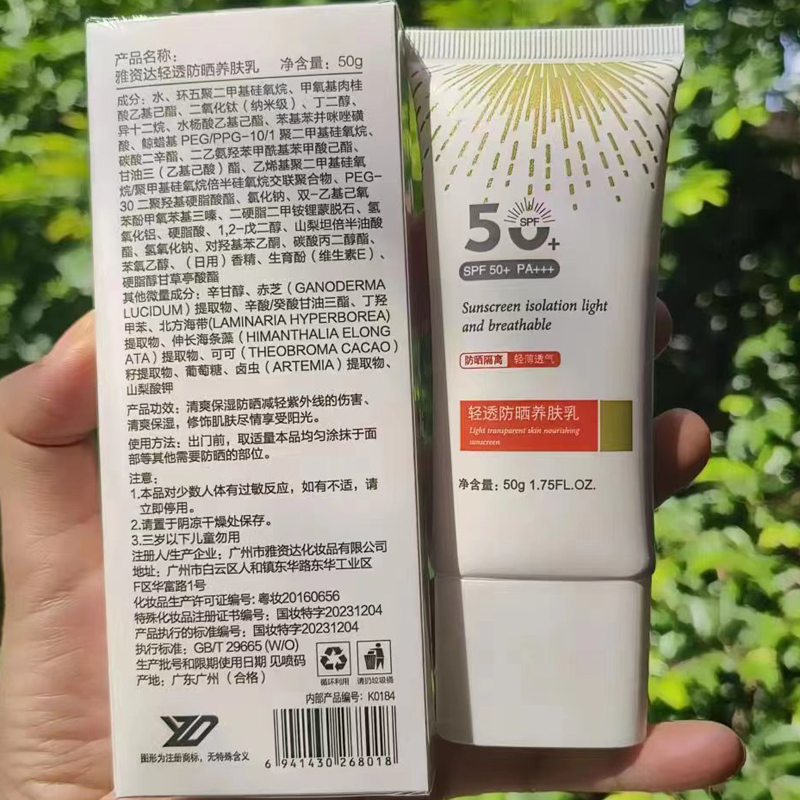 产品名称:
雅资达轻透防晒养肤乳 净含量：50g
成分：水、环五聚二甲基硅氧烷、甲氧基肉桂
酸乙基己酯、二氧化钛（纳米级）、丁二醇、
异十二烷、水杨酸乙基己酯、苯基苯并咪唑磺
酸、鲸蜡基 PEG/PPG-10/1 聚二甲基硅氧烷、
碳酸二辛酯、二乙氨羟苯甲酰基苯甲酸己酯、
甘油三（乙基己酸）酯、乙烯基聚二甲基硅氧
烷/聚甲基硅氧烷倍半硅氧烷交联聚合物、PEG-
30 二聚羟基硬脂酸酯、氯化钠、双-乙基己氧
苯酚甲氧苯基三嗪、二硬脂二甲铵锂蒙脱石、氢
氧化铝、硬脂酸、1,2-戊二醇、山梨坦倍半油酸
酯、氢氧化钠、对羟基苯乙酮、碳酸丙二醇酯、
苯氧乙醇、（日用）香精、生育酚（维生素E）、
硬脂醇甘草亭酸酯
其他微量成分：辛甘醇、赤芝（GANODERMA
LUCIDUM）提取物、辛酸/癸酸甘油三酯、丁羟
甲苯、北方海带(LAMINARIA HYPERBOREA)
提取物、伸长海条藻（HIMANTHALIA ELONG
ATA）提取物、可可（THEOBROMA CACAO）
籽提取物、葡萄糖、卤虫（ARTEMIA）提取物、
山梨酸钾
产品功效：清爽保湿防晒减轻紫外线的伤害、
清爽保湿，修饰肌肤尽情享受阳光。
使用方法：出门前，取适量本品均匀涂抹于面
部等其他需要防晒的部位。
注意：
1.本品对少数人体有过敏反应，如有不适，请
立即停用。
2.请置于阴凉干燥处保存。
3.三岁以下儿童勿用
注册人/生产企业：广州市雅资达化妆品有限公司
地址：广州市白云区人和镇东华路东华工业区
F区华富路1号
化妆品生产许可证编号：粤妆20160656
特殊化妆品注册证书编号：国妆特字20231204
产品执行的标准编号：国妆特字20231204
执行标准：GB/T 29665 (W/O)
生产批号和限期使用日期 见喷码
产地：广东广州（合格）
循环利用 请扔垃圾桶
内部产品编号：K0184
YZD
图形为注册商标，无特殊含义
6 941430 268018
50+
SPF
SPF 50+ PA+++
Sunscreen isolation light
and breathable
防晒隔离 轻薄透气
轻透防晒养肤乳
Light transparent skin nourishing
sunscreen
净含量：50g 1.75FL.OZ.